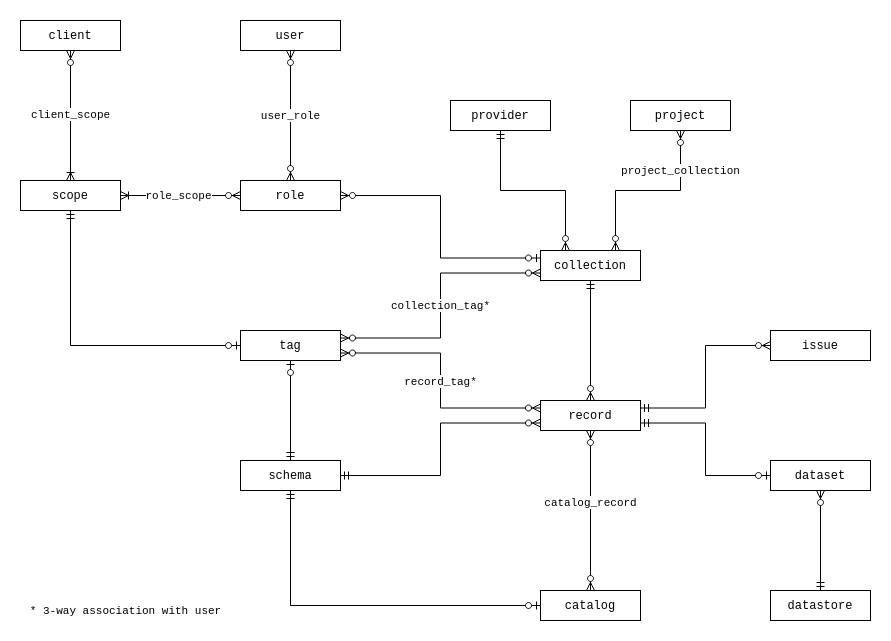 client
user
provider
project
client_scope
user_role
project_collection
scope
role_scope
role
collection
collection_tag*
tag
issue
record_tag*
record
schema
dataset
catalog_record
catalog
datastore
* 3-way association with user